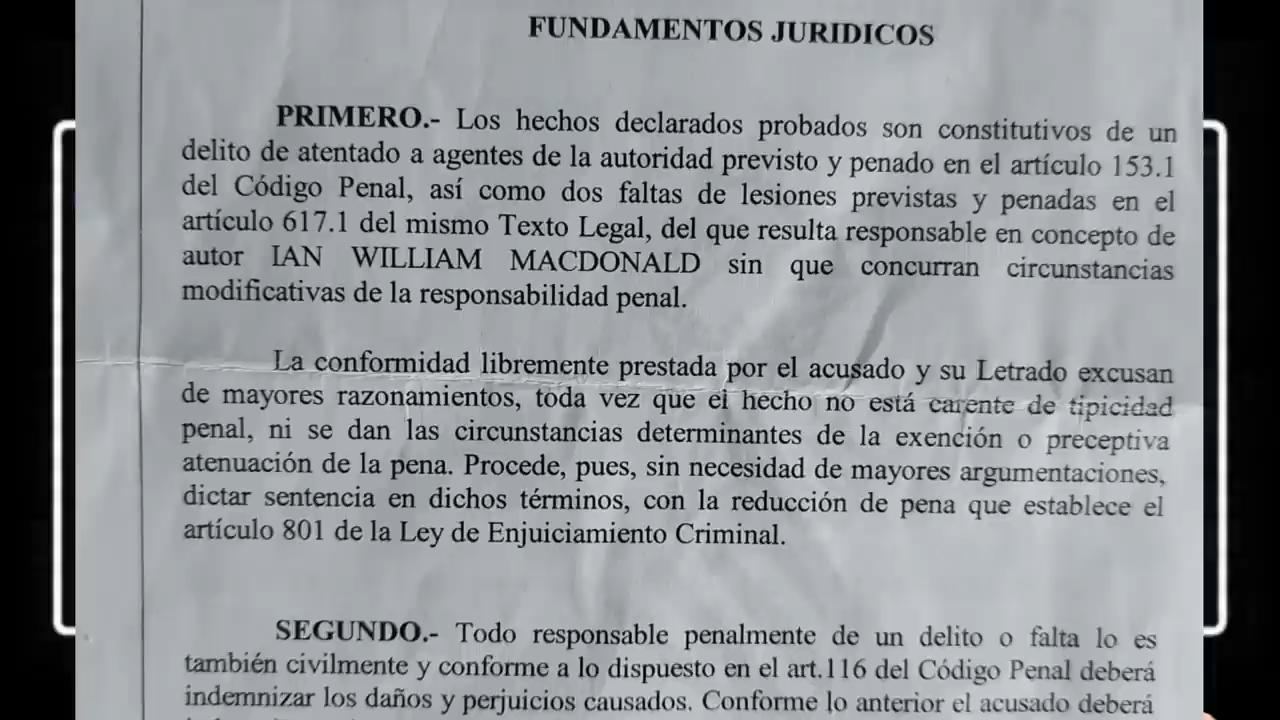 FUNDAMENTOS JURIDICOS
PRIMERO.- Los hechos declarados probados son constitutivos de un
delito de atentado a agentes de la autoridad previsto y penado en el artículo 153.1
del Código Penal, así como dos faltas de lesiones previstas y penadas en el
artículo 617.1 del mismo Texto Legal, del que resulta responsable en concepto de
autor IAN WILLIAM MACDONALD sin que concurran circunstancias
modificativas de la responsabilidad penal.
La conformidad libremente prestada por el acusado y su Letrado excusan
de mayores razonamientos, toda vez que el hecho no está carente de tipicidad
penal, ni se dan las circunstancias determinantes de la exención o preceptiva
atenuación de la pena. Procede, pues, sin necesidad de mayores argumentaciones,
dictar sentencia en dichos términos, con la reducción de pena que establece el
artículo 801 de la Ley de Enjuiciamiento Criminal.
SEGUNDO.- Todo responsable penalmente de un delito o falta lo es
también civilmente y conforme a lo dispuesto en el art.116 del Código Penal deberá
indemnizar los daños y perjuicios causados. Conforme lo anterior el acusado deberá